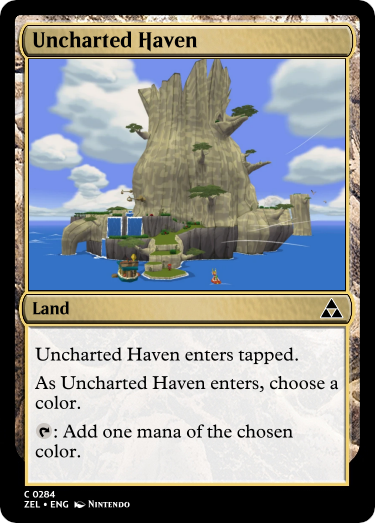 Uncharted Haven
Land
Uncharted Haven enters tapped.
As Uncharted Haven enters, choose a
color.
: Add one mana of the chosen
color.
C 0284
ZEL • ENG Nintendo